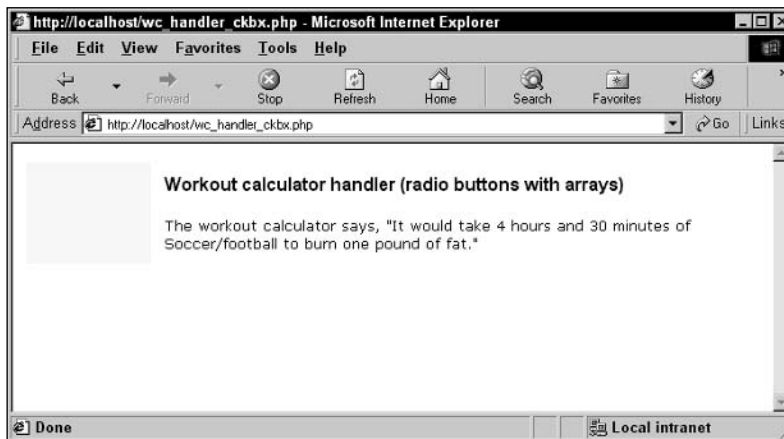 http://localhost/wc_handler_ckbx.php - Microsoft Internet Explorer
File Edit View Favorites Tools Help
Back Forward Stop Refresh Home Search Favorites History »
Address http://localhost/wc_handler_ckbx.php Go Links
Workout calculator handler (radio buttons with arrays)
The workout calculator says, "It would take 4 hours and 30 minutes of
Soccer/football to burn one pound of fat."
Done Local intranet